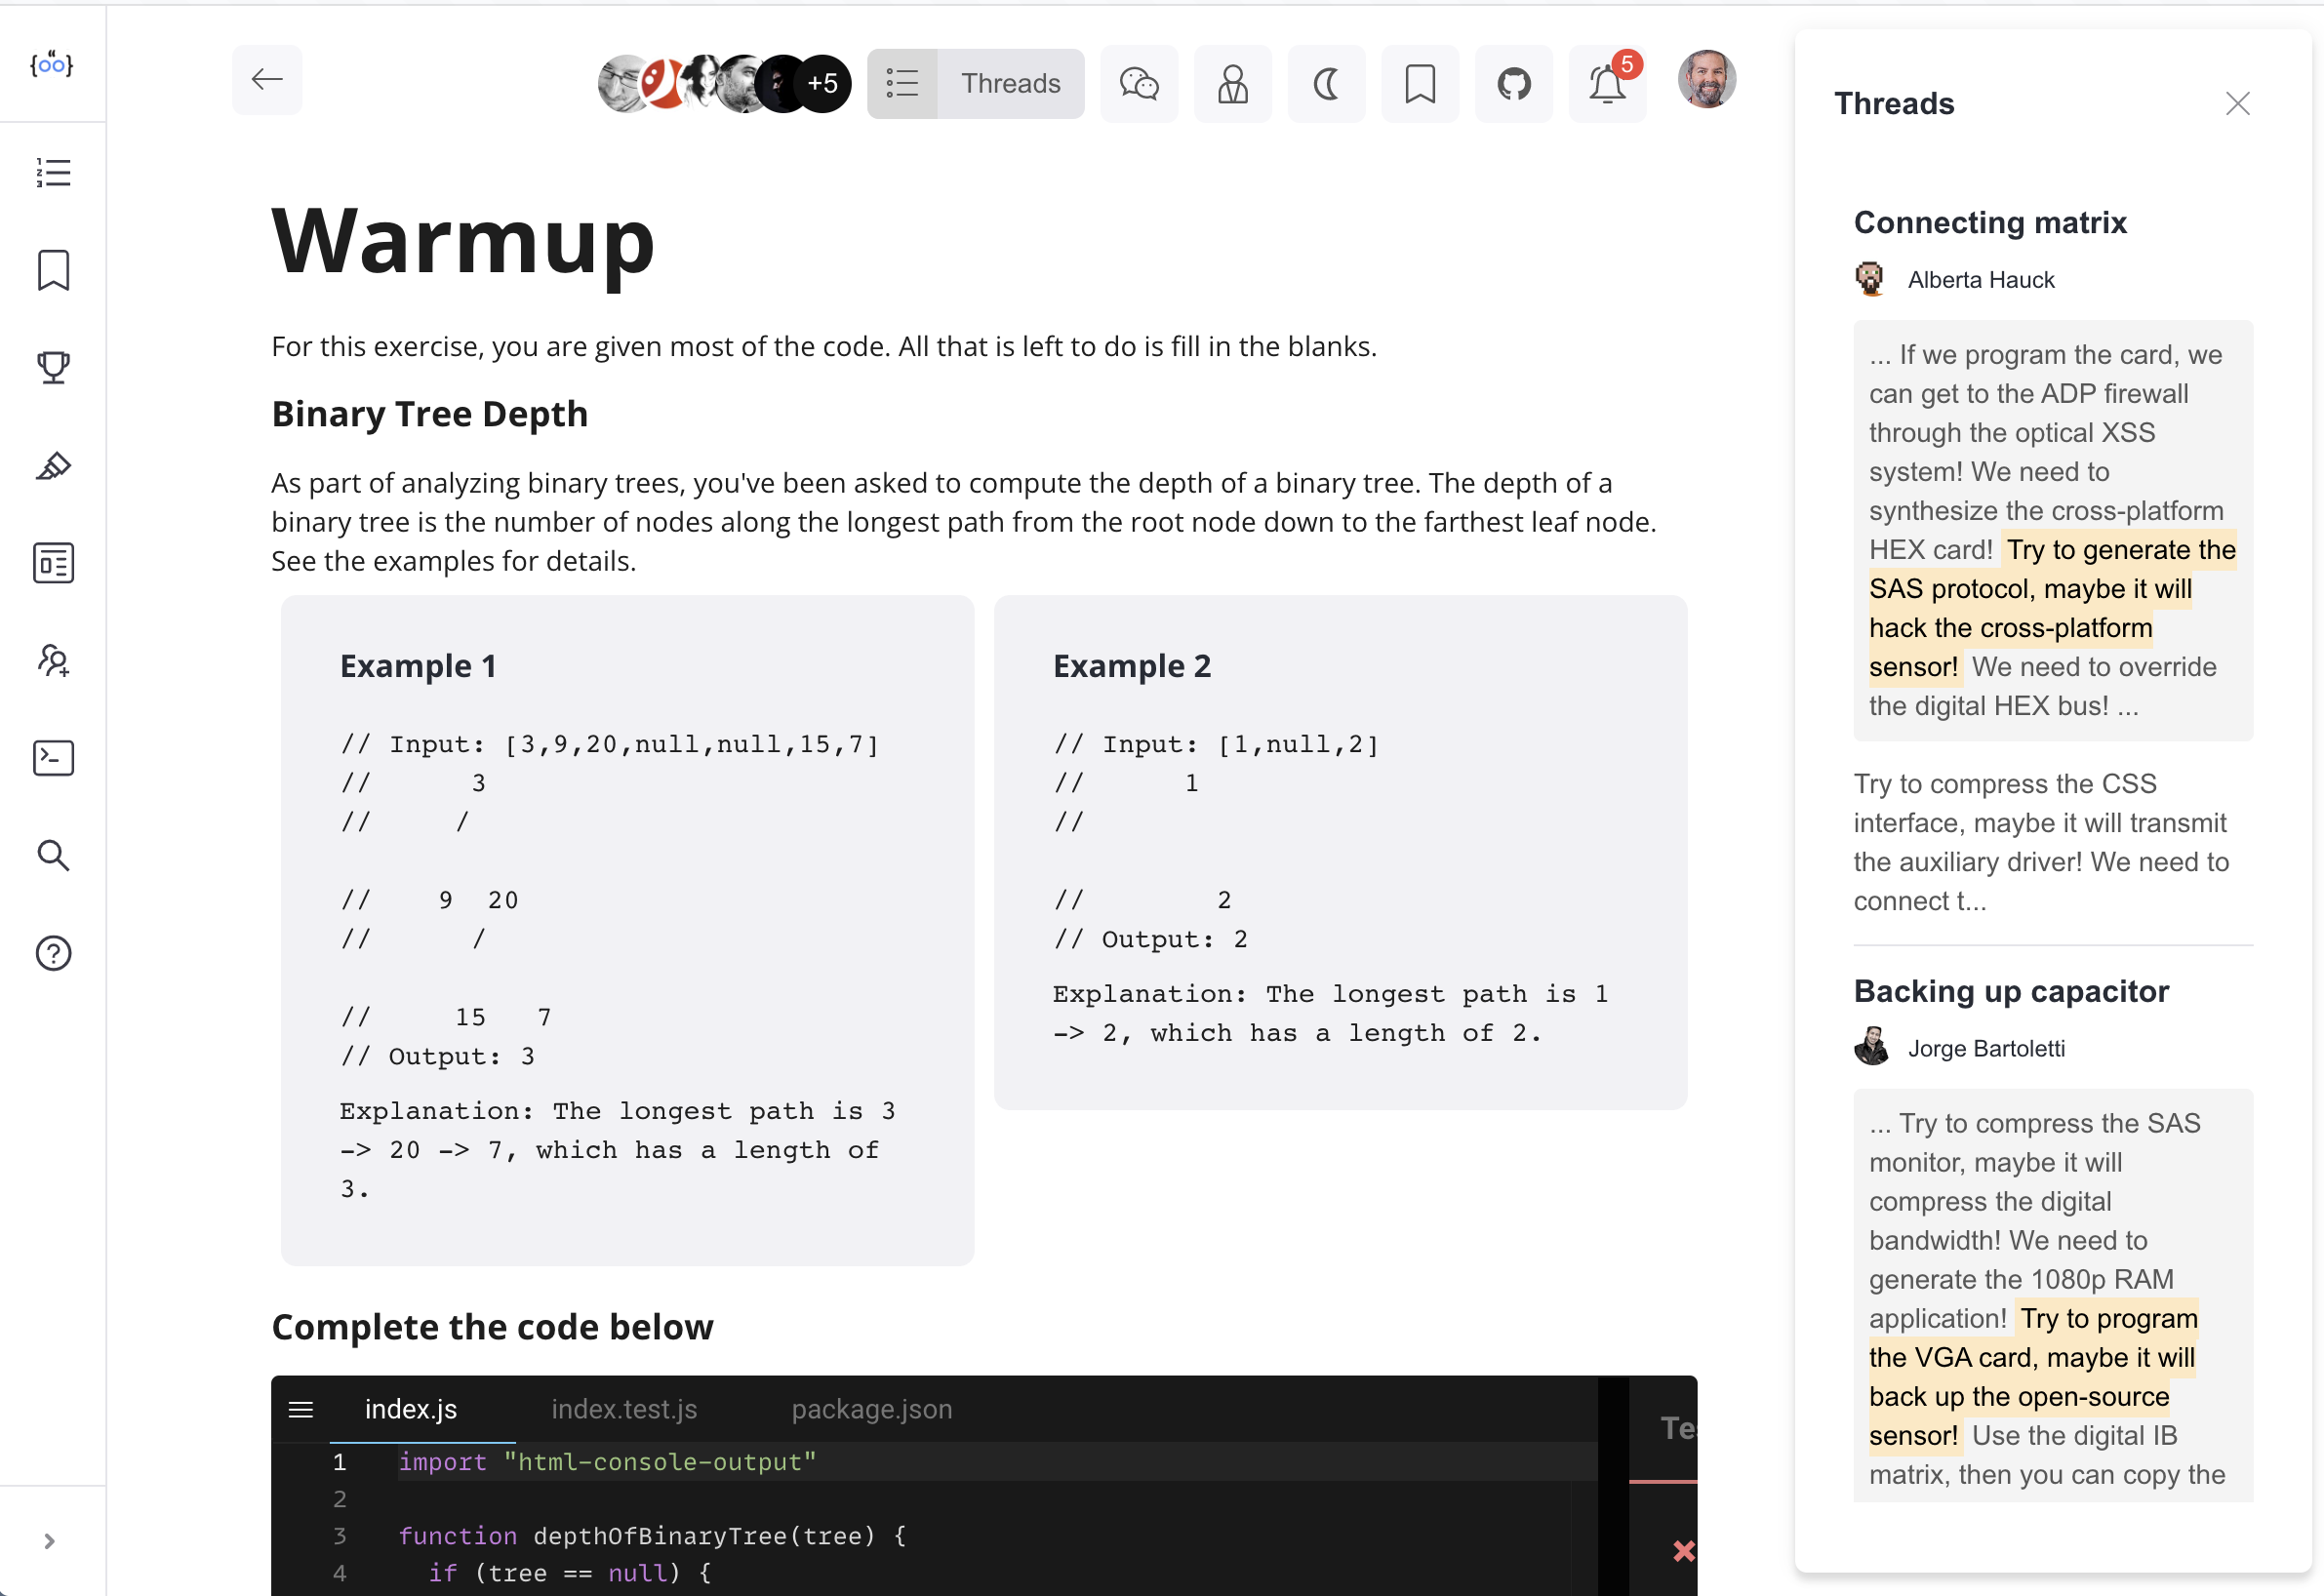 {oo}
+5
Threads
5
Warmup
For this exercise, you are given most of the code. All that is left to do is fill in the blanks.
Binary Tree Depth
As part of analyzing binary trees, you've been asked to compute the depth of a binary tree. The depth of a
binary tree is the number of nodes along the longest path from the root node down to the farthest leaf node.
See the examples for details.
Example 1
// Input: [3,9,20,null,null,15,7]
//      3
//     /
//    9  20
//      /
//     15   7
// Output: 3
Explanation: The longest path is 3
-> 20 -> 7, which has a length of
3.
Example 2
// Input: [1,null,2]
//      1
//
//        2
// Output: 2
Explanation: The longest path is 1
-> 2, which has a length of 2.
Complete the code below
index.js
index.test.js
package.json
1 import "html-console-output"
2
3 function depthOfBinaryTree(tree) {
4 if (tree == null) {
Threads
Connecting matrix
Alberta Hauck
... If we program the card, we
can get to the ADP firewall
through the optical XSS
system! We need to
synthesize the cross-platform
HEX card! Try to generate the
SAS protocol, maybe it will
hack the cross-platform
sensor! We need to override
the digital HEX bus! ...
Try to compress the CSS
interface, maybe it will transmit
the auxiliary driver! We need to
connect t...
Backing up capacitor
Jorge Bartoletti
... Try to compress the SAS
monitor, maybe it will
compress the digital
bandwidth! We need to
generate the 1080p RAM
application! Try to program
the VGA card, maybe it will
back up the open-source
sensor! Use the digital IB
matrix, then you can copy the